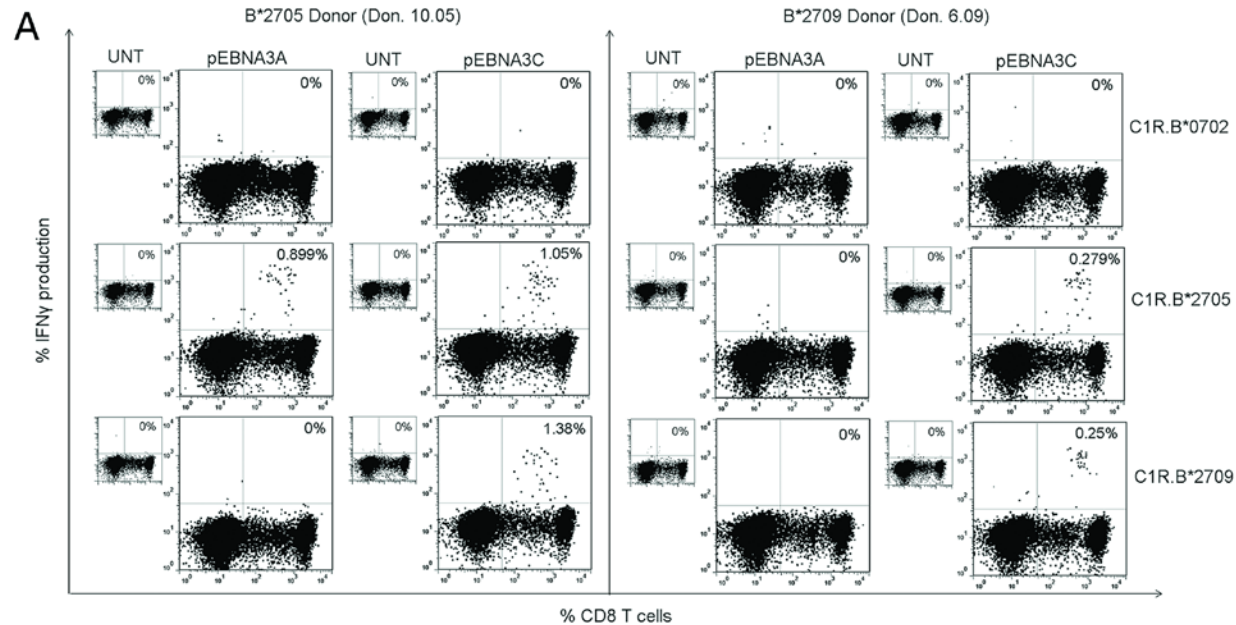 A
B*2705 Donor (Don. 10.05) B*2709 Donor (Don. 6.09)
UNT pEBNA3A UNT pEBNA3C UNT pEBNA3A UNT pEBNA3C
0% 0% 0% 0% 0% 0% 0% 0%
C1R.B*0702
0% 0.899% 0% 1.05% 0% 0% 0% 0.279%
C1R.B*2705
0% 0% 0% 1.38% 0% 0% 0% 0.25%
C1R.B*2709
% IFNγ production
% CD8 T cells